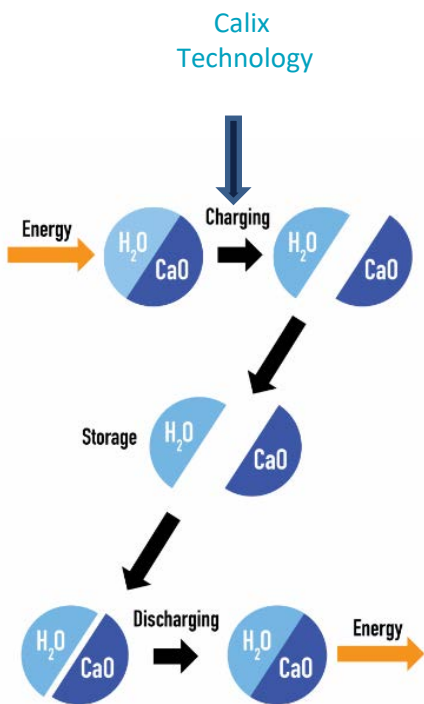 Calix
Technology
Energy
H₂O
CaO
Charging
H₂O
CaO
Storage
H₂O
CaO
H₂O
CaO
Discharging
H₂O
CaO
Energy